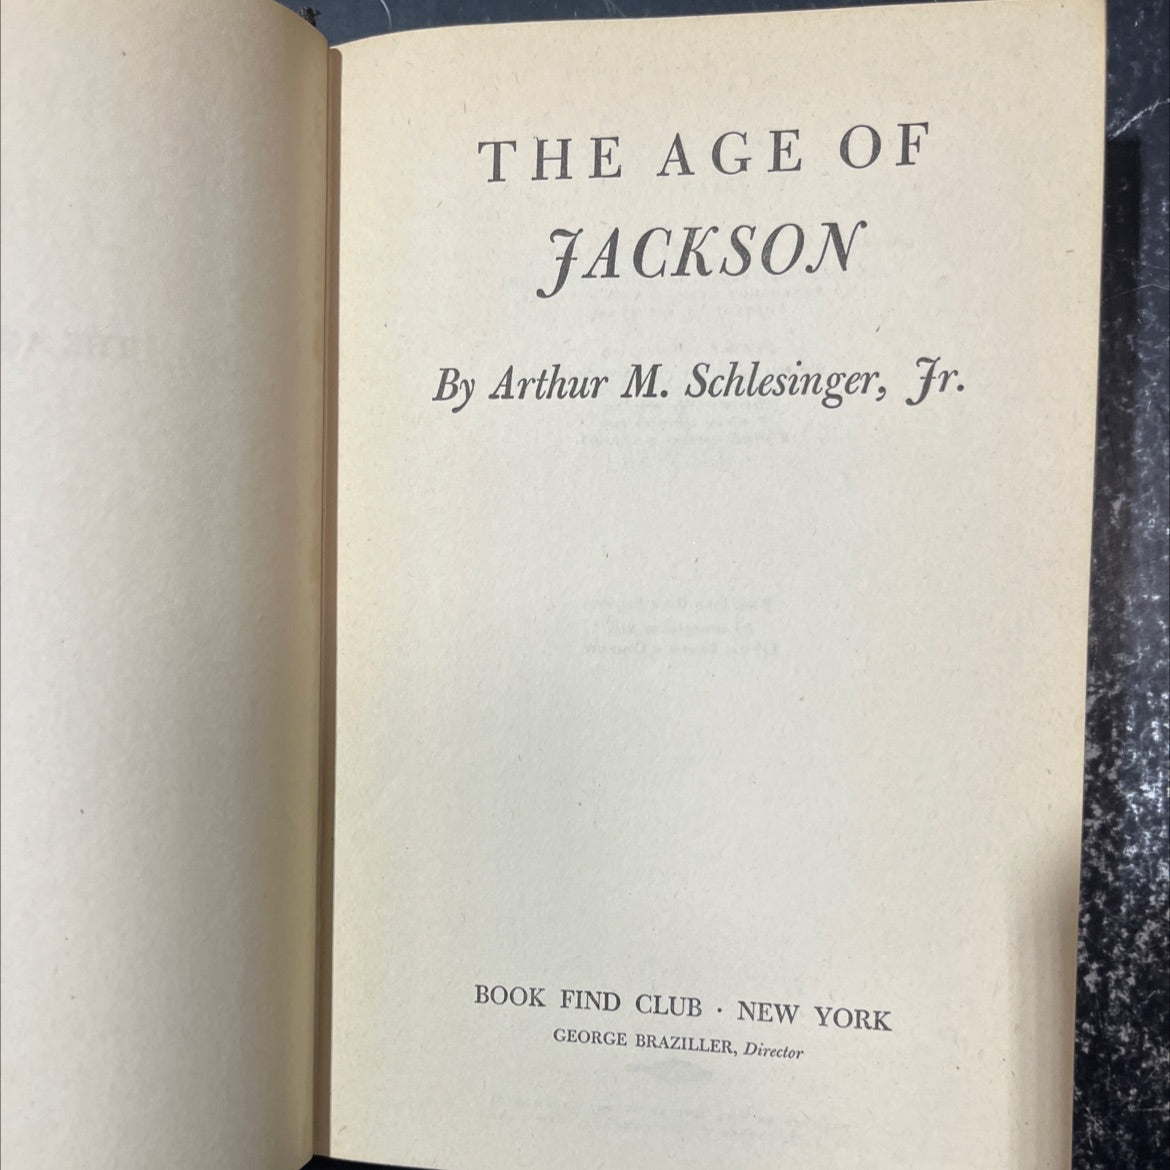 THE AGE OF
JACKSON
By Arthur M. Schlesinger, Jr.
BOOK FIND CLUB · NEW YORK
GEORGE BRAZILLER, Director